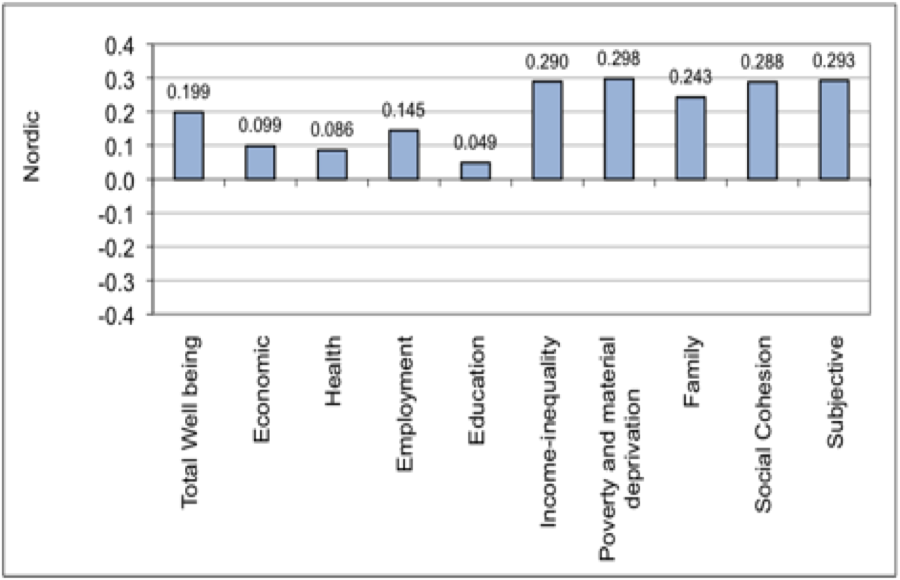 0.4
0.3
0.2
0.1
0.0
-0.1
-0.2
-0.3
-0.4
Nordic
0.199
0.099
0.086
0.145
0.049
0.290
0.298
0.243
0.288
0.293
Total Well being
Economic
Health
Employment
Education
Income-inequality
Poverty and material
deprivation
Family
Social Cohesion
Subjective